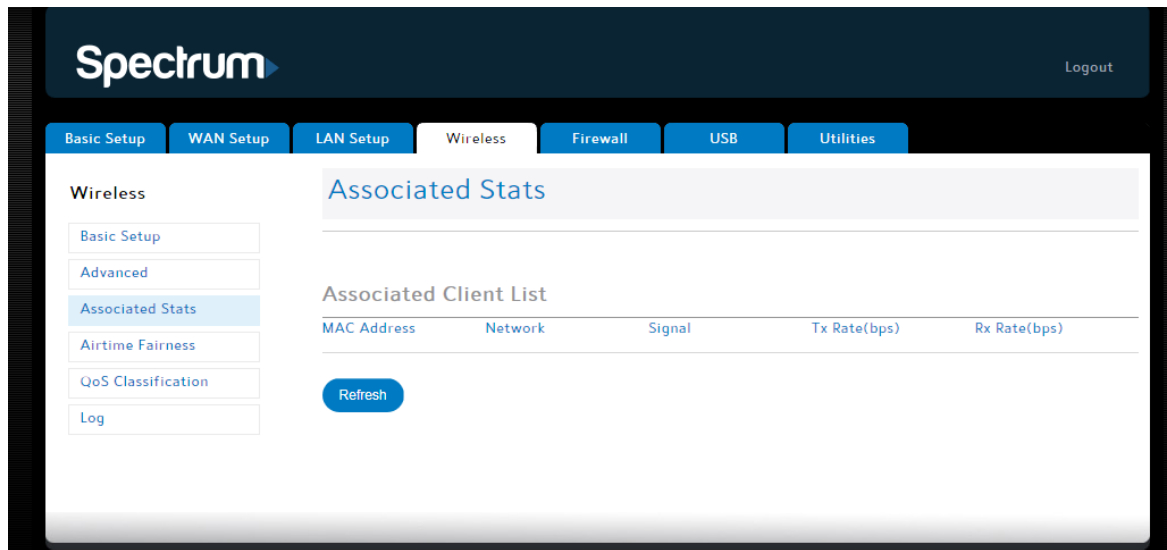 Spectrum
Logout
Basic Setup WAN Setup LAN Setup Wireless Firewall USB Utilities
Wireless
Basic Setup
Advanced
Associated Stats
Airtime Fairness
QoS Classification
Log
Associated Stats
Associated Client List
MAC Address Network Signal Tx Rate(bps) Rx Rate(bps)
Refresh